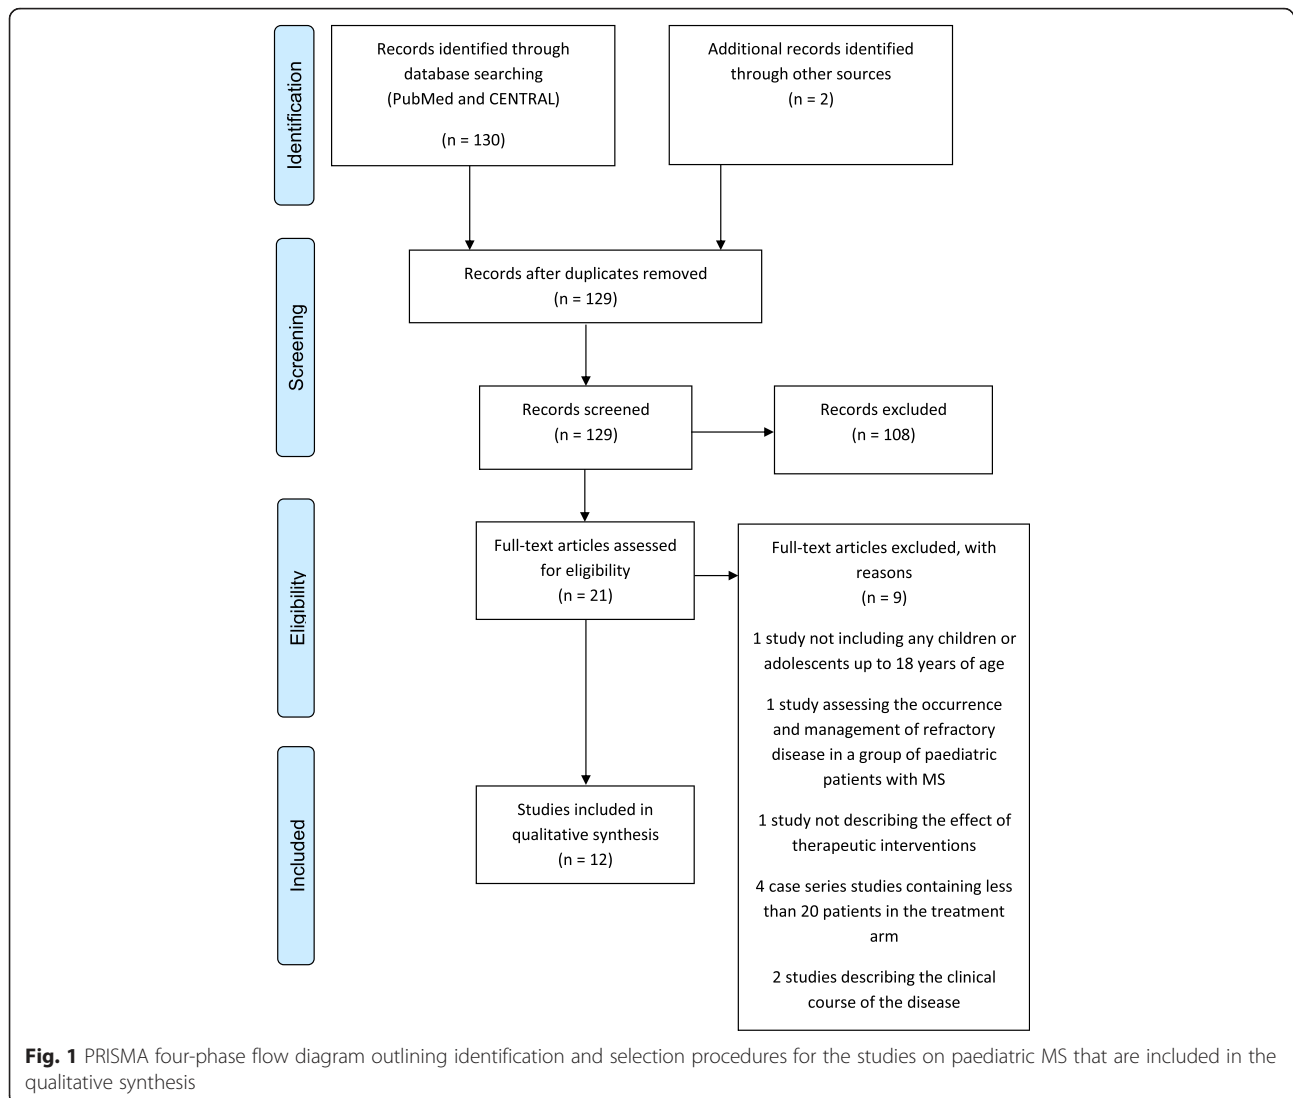 Identification
Records identified through
database searching
(PubMed and CENTRAL)
(n = 130)
Additional records identified
through other sources
(n = 2)
Screening
Records after duplicates removed
(n = 129)
Records screened
(n = 129)
Records excluded
(n = 108)
Eligibility
Full-text articles assessed
for eligibility
(n = 21)
Full-text articles excluded, with
reasons
(n = 9)
1 study not including any children or
adolescents up to 18 years of age
1 study assessing the occurrence
and management of refractory
disease in a group of paediatric
patients with MS
1 study not describing the effect of
therapeutic interventions
4 case series studies containing less
than 20 patients in the treatment
arm
2 studies describing the clinical
course of the disease
Included
Studies included in
qualitative synthesis
(n = 12)
Fig. 1 PRISMA four-phase flow diagram outlining identification and selection procedures for the studies on paediatric MS that are included in the
qualitative synthesis